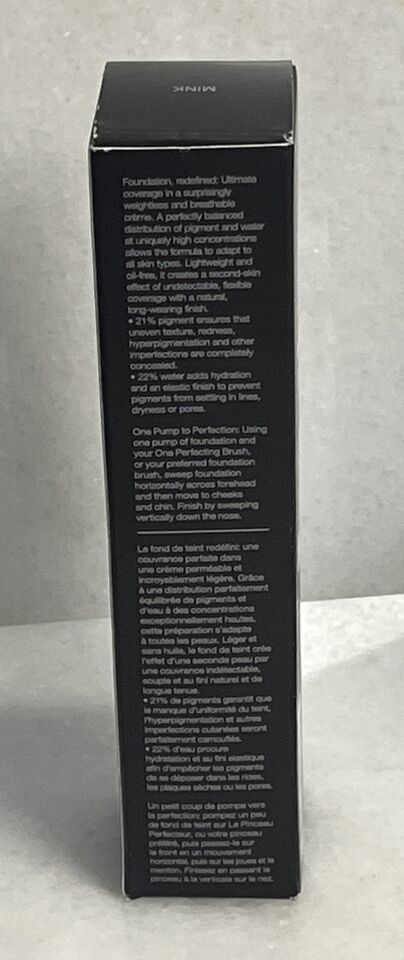 MINK
Foundation, redefined: Ultimate
coverage in a surprisingly
weightless and breathable
crème. A perfectly balanced
distribution of pigment and water
at uniquely high concentrations
allows the formula to adapt to
all skin types. Lightweight and
oil-free, it creates a second-skin
effect of undetectable, flexible
coverage with a natural,
long-wearing finish.
• 21% pigment ensures that
uneven texture, redness,
hyperpigmentation and other
imperfections are completely
concealed.
• 22% water adds hydration
and an elastic finish to prevent
pigments from settling in lines,
dryness or pores.
One Pump to Perfection: Using
one pump of foundation and
your One Perfecting Brush,
or your preferred foundation
brush, sweep foundation
horizontally across forehead
and then move to cheeks
and chin. Finish by sweeping
vertically down the nose.
Le fond de teint redéfini: une
couvrance parfaite dans
une crème perméable et
incroyablement légère. Grâce
à une distribution parfaitement
équilibrée de pigments et
d'eau à des concentrations
exceptionnellement hautes,
cette préparation s'adapte
à toutes les peaux. Léger et
sans huile, le fond de teint crée
l'effet d'une seconde peau par
une couvrance indétectable,
souple et au fini naturel et de
longue tenue.
• 21% de pigments garantit que
le manque d'uniformité du teint,
l'hyperpigmentation et autres
imperfections cutanées seront
parfaitement camouflés.
• 22% d'eau procure
hydratation et au fini elastique
afin d'empêcher les pigments
de se déposer dans les rides,
les plaques sèches ou les pores.
Un petit coup de pompe vers
la perfection: pompez un peu
de fond de teint sur Le Pinceau
Perfecteur, ou votre pinceau
préféré, puis passez-le sur
le front en un mouvement
horizontal, puis sur les joues et le
menton. Finissez en passant la
pinceau à la verticale sur le nez.